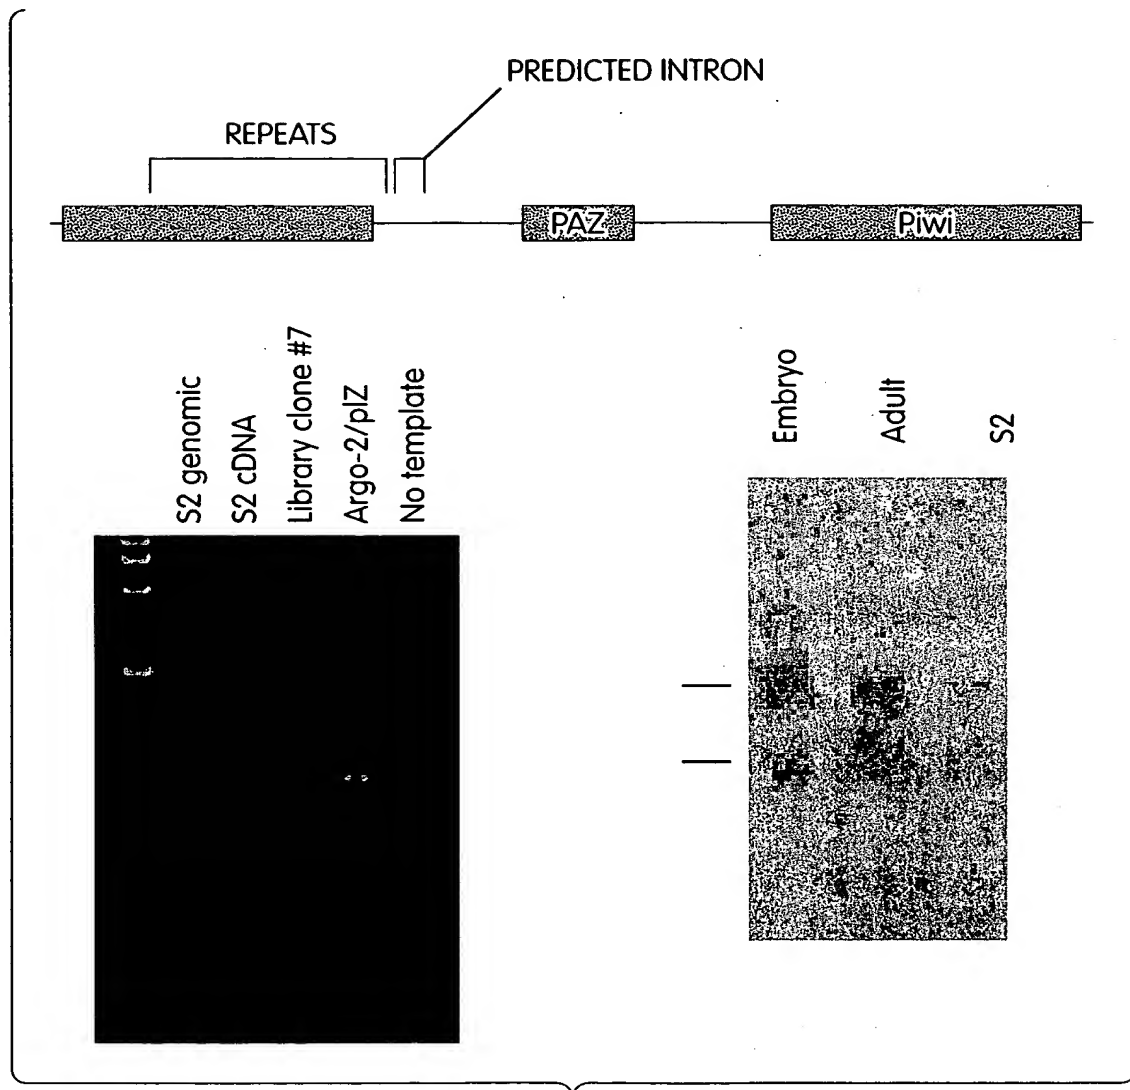 PREDICTED INTRON
REPEATS
PAZ
Piwi
S2 genomic
S2 cDNA
Library clone #7
Argo-2/pIZ
No template
Embryo
Adult
S2